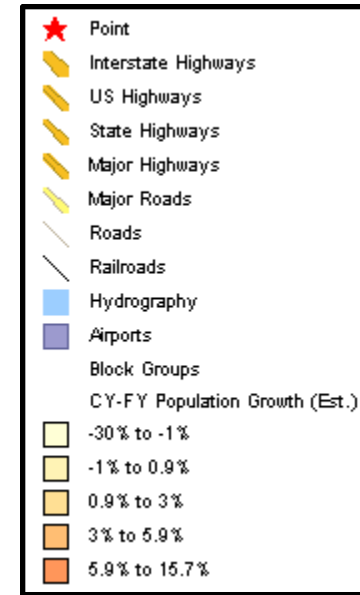 Point
Interstate Highways
US Highways
State Highways
Major Highways
Major Roads
Roads
Railroads
Hydrography
Airports
Block Groups
CY-FY Population Growth (Est.)
-30% to -1%
-1% to 0.9%
0.9% to 3%
3% to 5.9%
5.9% to 15.7%